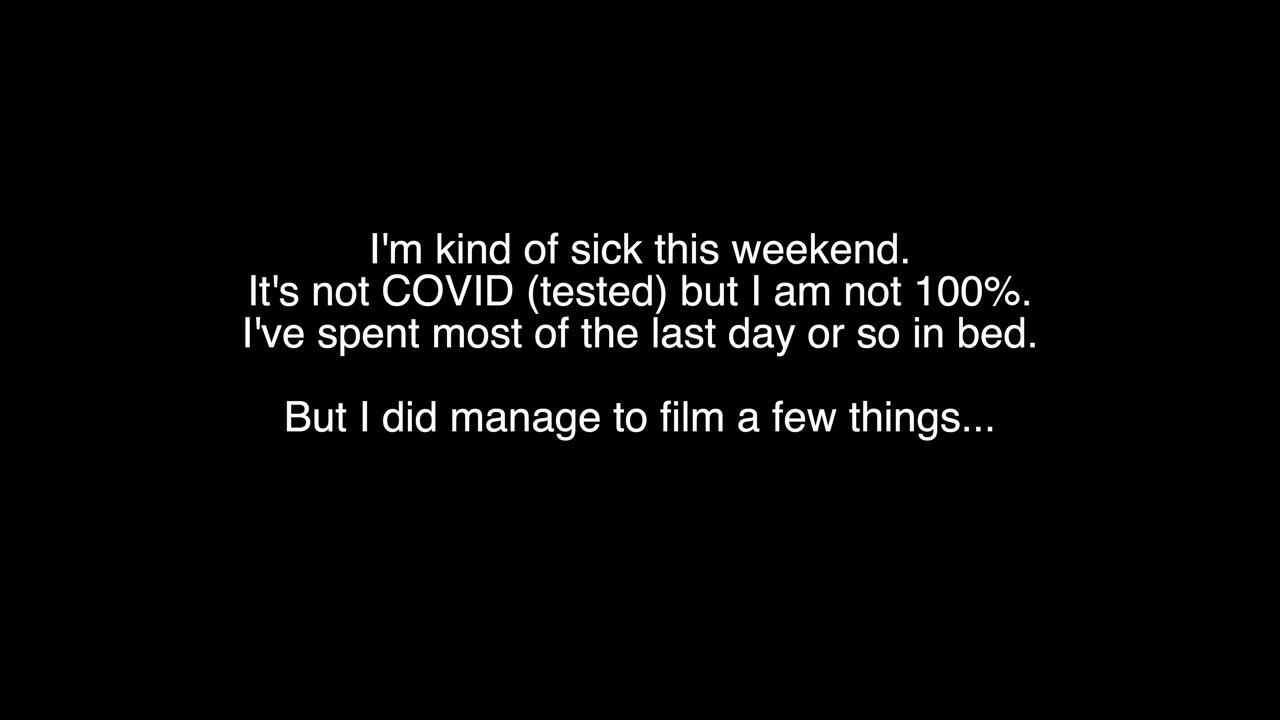 I'm kind of sick this weekend.
It's not COVID (tested) but I am not 100%.
I've spent most of the last day or so in bed.
But I did manage to film a few things...